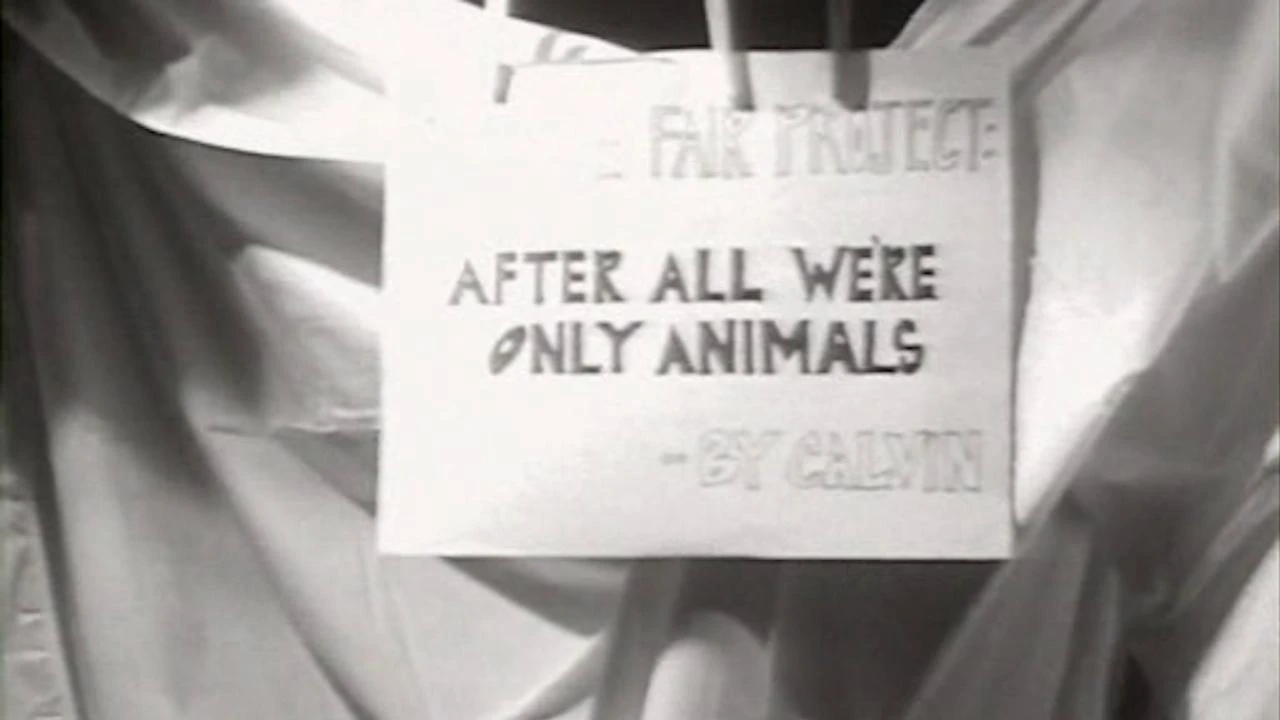 FAIR PROJECT:
AFTER ALL WE'RE
ONLY ANIMALS
- BY CALVIN